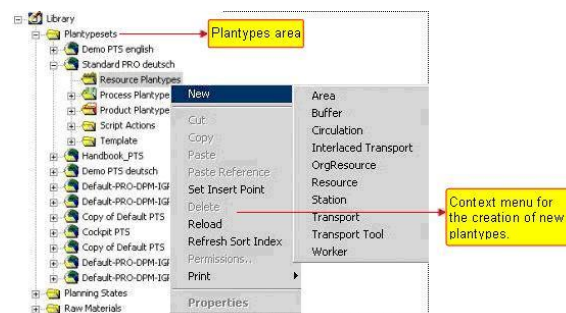 Library
Plantypesets
Plantypes area
Demo PTS english
Standard PRO deutsch
Resource Plantypes
Process Plantype
Product Plantype
Script Actions
Template
Handbook_PTS
Demo PTS deutsch
Default-PRO-DPM-IGF
Default-PRO-DPM-IGF
Copy of Default PTS
Cockpit PTS
Copy of Default PTS
Default-PRO-DPM-IGF
Default-PRO-DPM-IGF
Planning States
Raw Materials
New
Cut
Copy
Paste
Paste Reference
Set Insert Point
Delete
Reload
Refresh Sort Index
Permissions..
Print
Properties
Area
Buffer
Circulation
Interlaced Transport
OrgResource
Resource
Station
Transport
Transport Tool
Worker
Context menu for
the creation of new
plantypes.